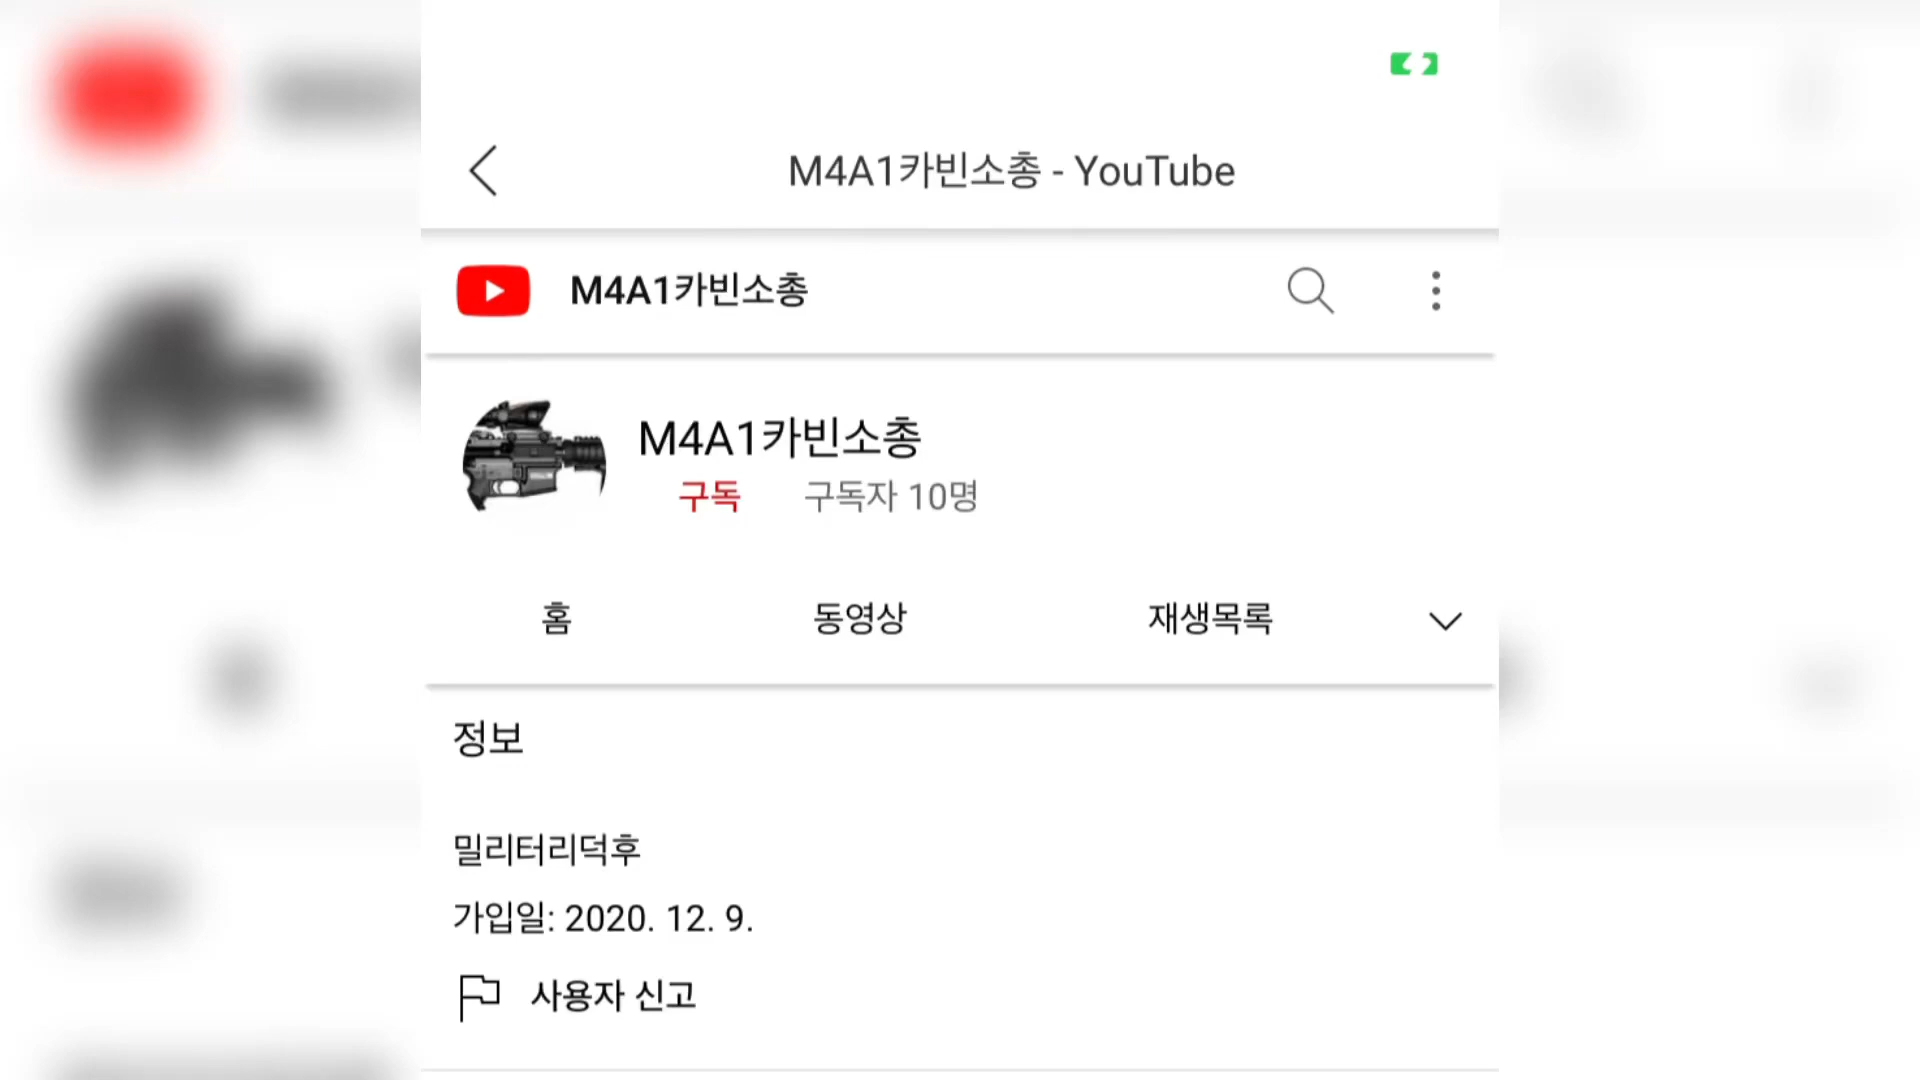 M4A1카빈소총 - YouTube
M4A1카빈소총
M4A1카빈소총
구독 구독자 10명
홈 동영상 재생목록
정보
밀리터리덕후
가입일: 2020. 12. 9.
사용자 신고